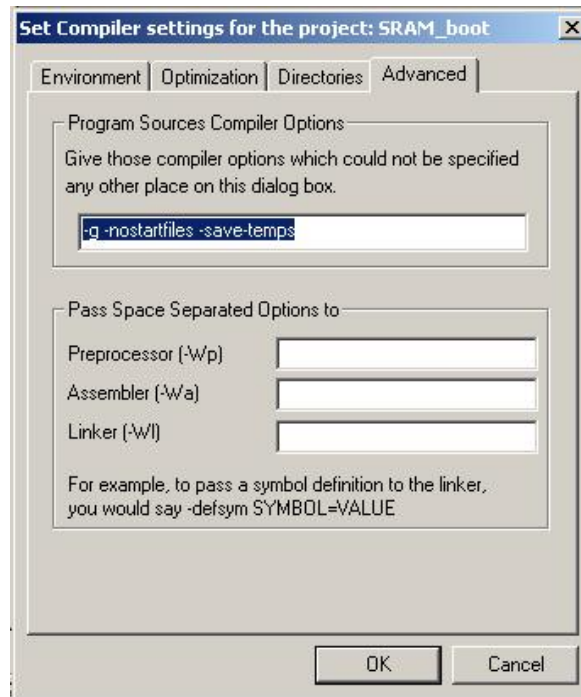 Set Compiler settings for the project: SRAM_boot
Environment Optimization Directories Advanced
Program Sources Compiler Options
Give those compiler options which could not be specified
any other place on this dialog box.
-g -nostartfiles -save-temps
Pass Space Separated Options to
Preprocessor (-Wp)
Assembler (-Wa)
Linker (-Wl)
For example, to pass a symbol definition to the linker,
you would say -defsym SYMBOL=VALUE
OK Cancel